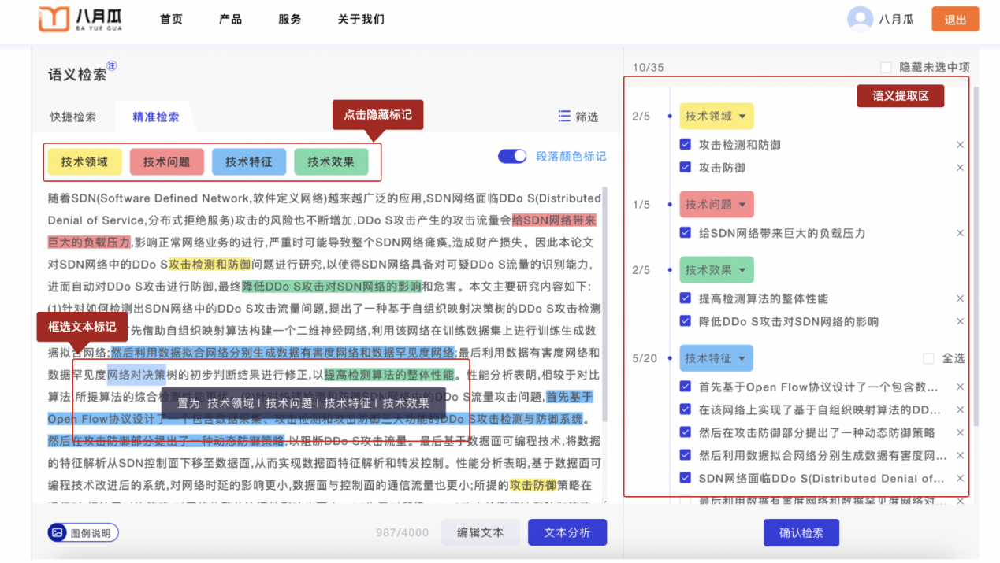 八月瓜
BA YUE GUA
首页
产品
服务
关于我们
八月瓜
退出
语义检索注
快捷检索
精准检索
点击隐藏标记
筛选
技术领域
技术问题
技术特征
技术效果
段落颜色标记
随着SDN(Software Defined Network,软件定义网络)越来越广泛的应用,SDN网络面临DDo S(Distributed
Denial of Service,分布式拒绝服务)攻击的风险也不断增加,DDo S攻击产生的攻击流量会给SDN网络带来
巨大的负载压力,影响正常网络业务的进行,严重时可能导致整个SDN网络瘫痪,造成财产损失。因此本论文
对SDN网络中的DDo S攻击检测和防御问题进行研究,以使得SDN网络具备对可疑DDo S流量的识别能力,
进而自动对DDo S攻击进行防御,最终降低DDo S攻击对SDN网络的影响和危害。本文主要研究内容如下:
(1)针对如何检测出SDN网络中的DDo S攻击流量问题,提出了一种基于自组织映射决策树的DDo S攻击检测
框选文本标记
先借助自组织映射算法构建一个二维神经网络,利用该网络在训练数据集上进行训练生成数
据拟合网络;然后利用数据拟合网络分别生成数据有害度网络和数据罕见度网络;最后利用数据有害度网络和
数据罕见度网络对决策树的初步判断结果进行修正,以提高检测算法的整体性能。性能分析表明,相较于对比
算法,所提算法的综合检测性能更优。(2)针对快速检测和防御SDN网络中的DDo S流量攻击问题,首先基于
置为 技术领域 | 技术问题 | 技术特征 | 技术效果
Open Flow协议设计了一个包含数据采集、攻击检测和攻击防御三大功能的DDo S攻击检测与防御系统。
然后在攻击防御部分提出了一种动态防御策略,以阻断DDo S攻击流量。最后基于数据面可编程技术,将数据
的特征解析从SDN控制面下移至数据面,从而实现数据面特征解析和转发控制。性能分析表明,基于数据面可
编程技术改进后的系统,对网络时延的影响更小,数据面与控制面的通信流量也更小;所提的攻击防御策略在
图例说明
987/4000
编辑文本
文本分析
10/35
隐藏未选中项
语义提取区
2/5
技术领域
攻击检测和防御
攻击防御
1/5
技术问题
给SDN网络带来巨大的负载压力
2/5
技术效果
提高检测算法的整体性能
降低DDo S攻击对SDN网络的影响
5/20
技术特征
全选
首先基于Open Flow协议设计了一个包含数...
在该网络上实现了基于自组织映射算法的DD...
然后在攻击防御部分提出了一种动态防御策略
然后利用数据拟合网络分别生成数据有害度网...
SDN网络面临DDo S(Distributed Denial of...
最后利用数据有害度网络和数据罕见度网络对...
确认检索